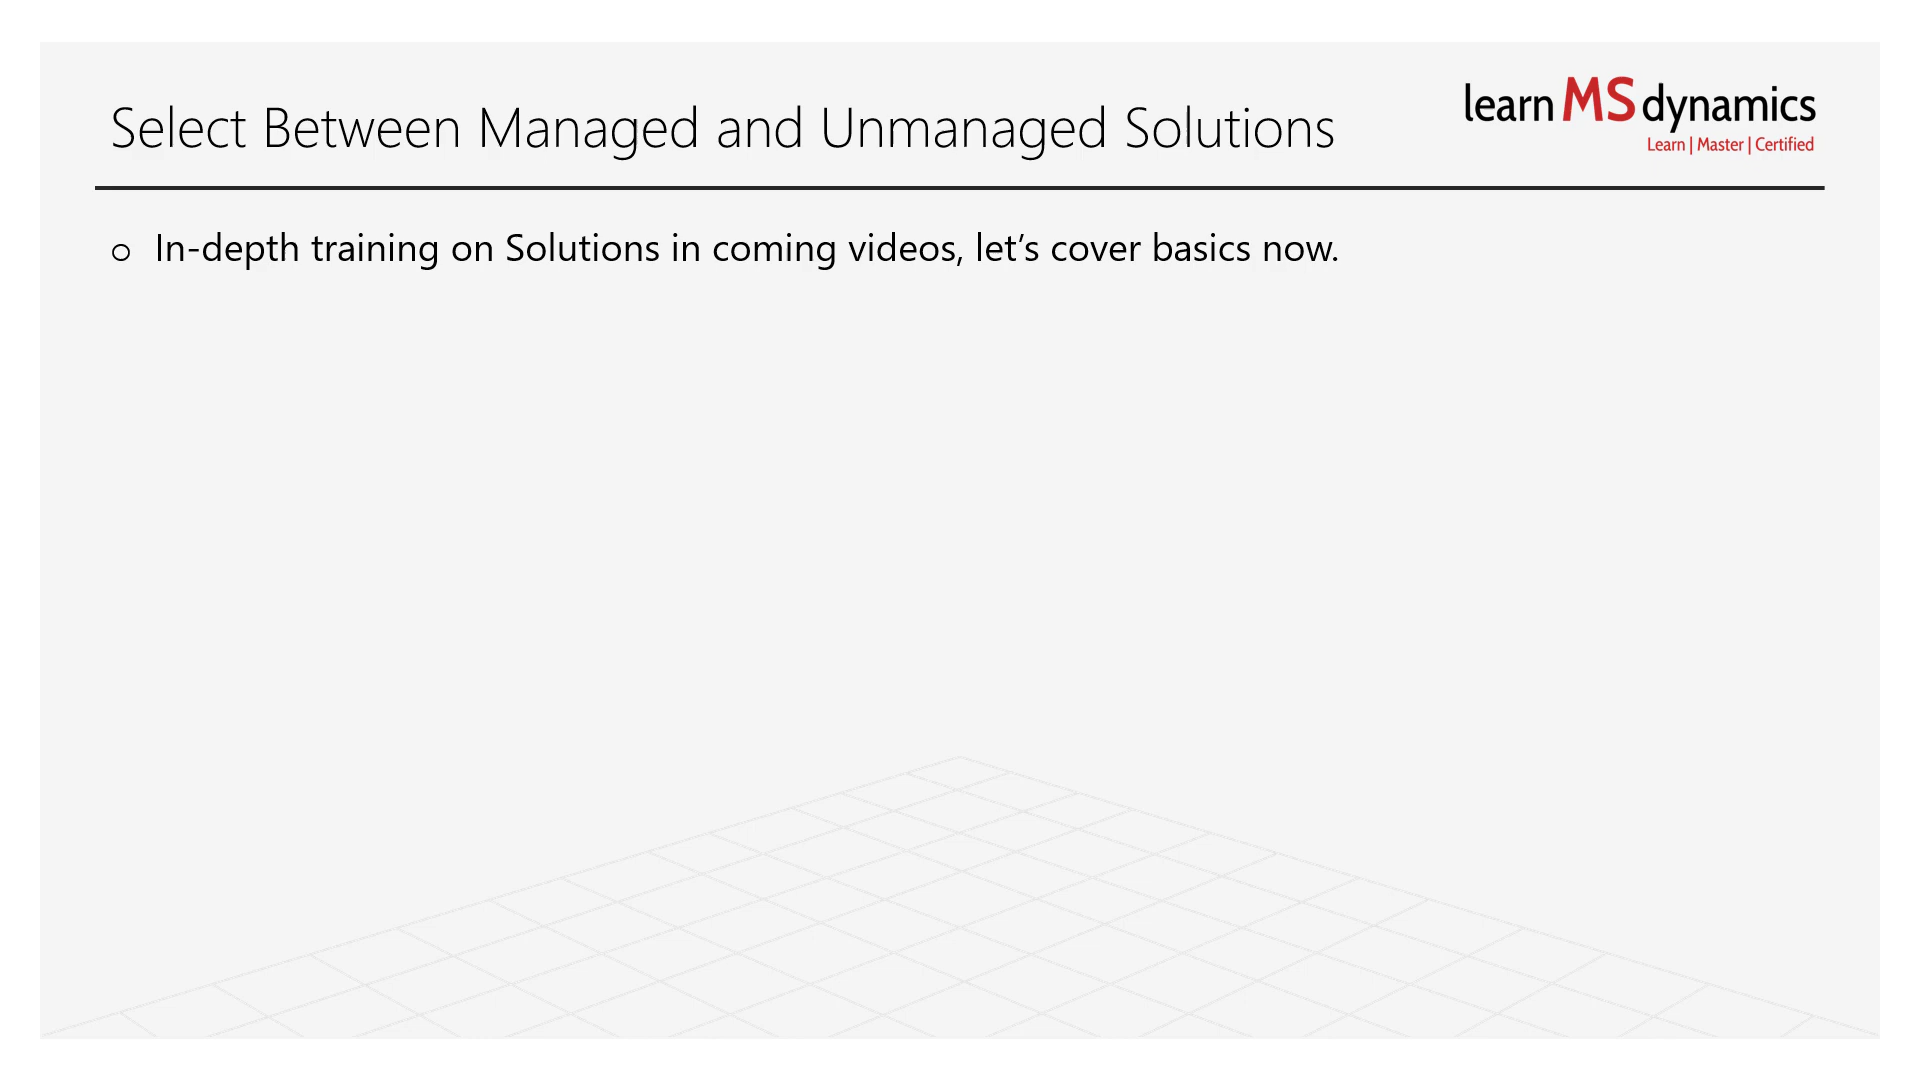 Select Between Managed and Unmanaged Solutions
learn MS dynamics
Learn | Master | Certified
o In-depth training on Solutions in coming videos, let’s cover basics now.